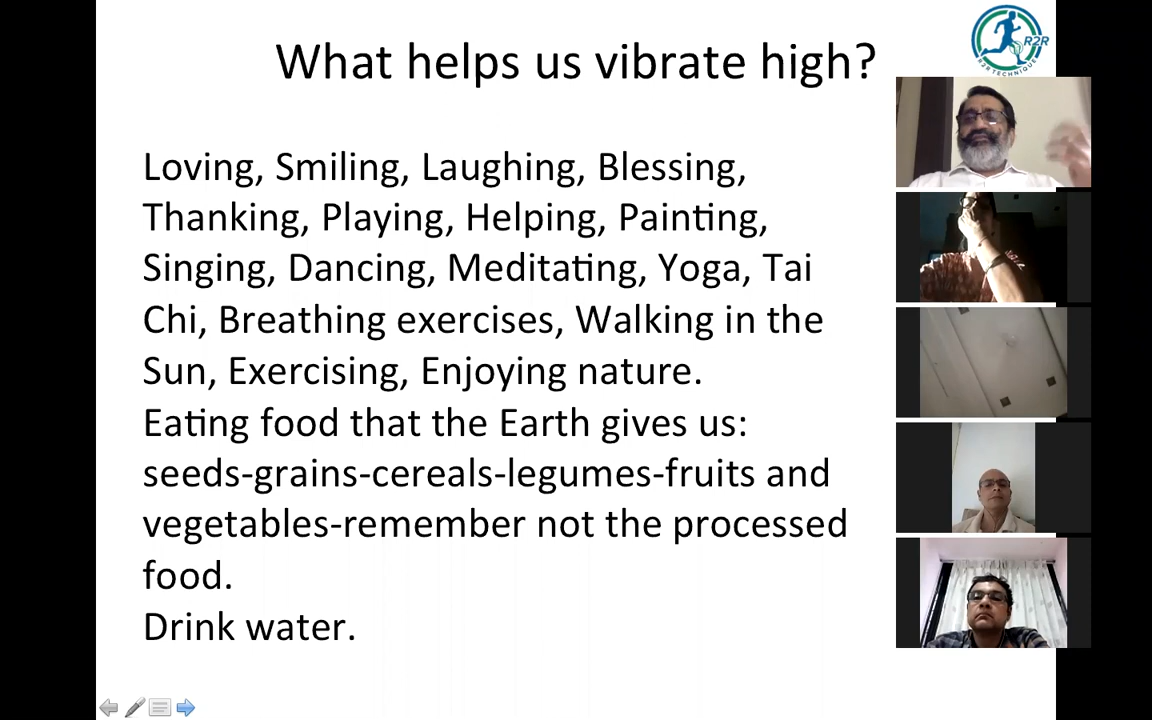 What helps us vibrate high?
R2R
R2R TECHNIQUE
Loving, Smiling, Laughing, Blessing,
Thanking, Playing, Helping, Painting,
Singing, Dancing, Meditating, Yoga, Tai
Chi, Breathing exercises, Walking in the
Sun, Exercising, Enjoying nature.
Eating food that the Earth gives us:
seeds-grains-cereals-legumes-fruits and
vegetables-remember not the processed
food.
Drink water.